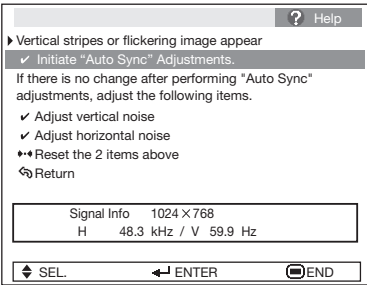 ? Help
Vertical stripes or flickering image appear
✔ Initiate “Auto Sync” Adjustments.
If there is no change after performing "Auto Sync"
adjustments, adjust the following items.
✔ Adjust vertical noise
✔ Adjust horizontal noise
Reset the 2 items above
Return
Signal Info 1024×768
H 48.3 kHz / V 59.9 Hz
SEL. ENTER END